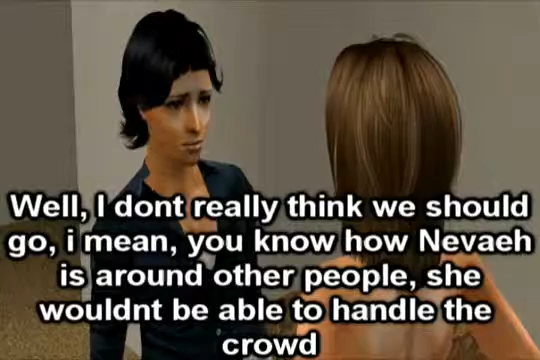 Well, I dont really think we should
go, i mean, you know how Nevaeh
is around other people, she
wouldnt be able to handle the
crowd